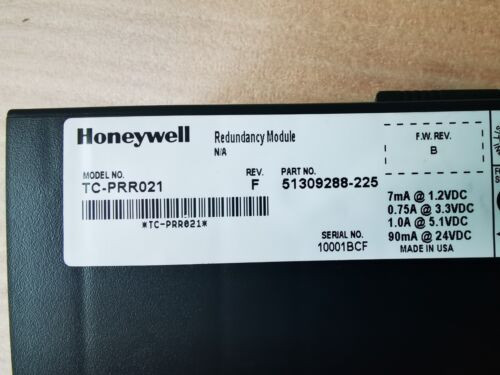 Honeywell
Redundancy Module
N/A
F.W. REV.
B
MODEL NO.
TC-PRR021
REV.
F
PART NO.
51309288-225
*TC-PRR021*
SERIAL NO.
10001BCF
7mA @ 1.2VDC
0.75A @ 3.3VDC
1.0A @ 5.1VDC
90mA @ 24VDC
MADE IN USA